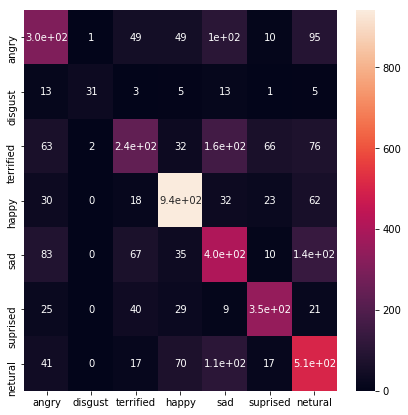 angry 3.0e+02 1 49 49 1e+02 10 95
disgust 13 31 3 5 13 1 5
terrified 63 2 2.4e+02 32 1.6e+02 66 76
happy 30 0 18 9.4e+02 32 23 62
sad 83 0 67 35 4.0e+02 10 1.4e+02
suprised 25 0 40 29 9 3.5e+02 21
netural 41 0 17 70 1.1e+02 17 5.1e+02
angry disgust terrified happy sad suprised netural
800
600
400
200
0